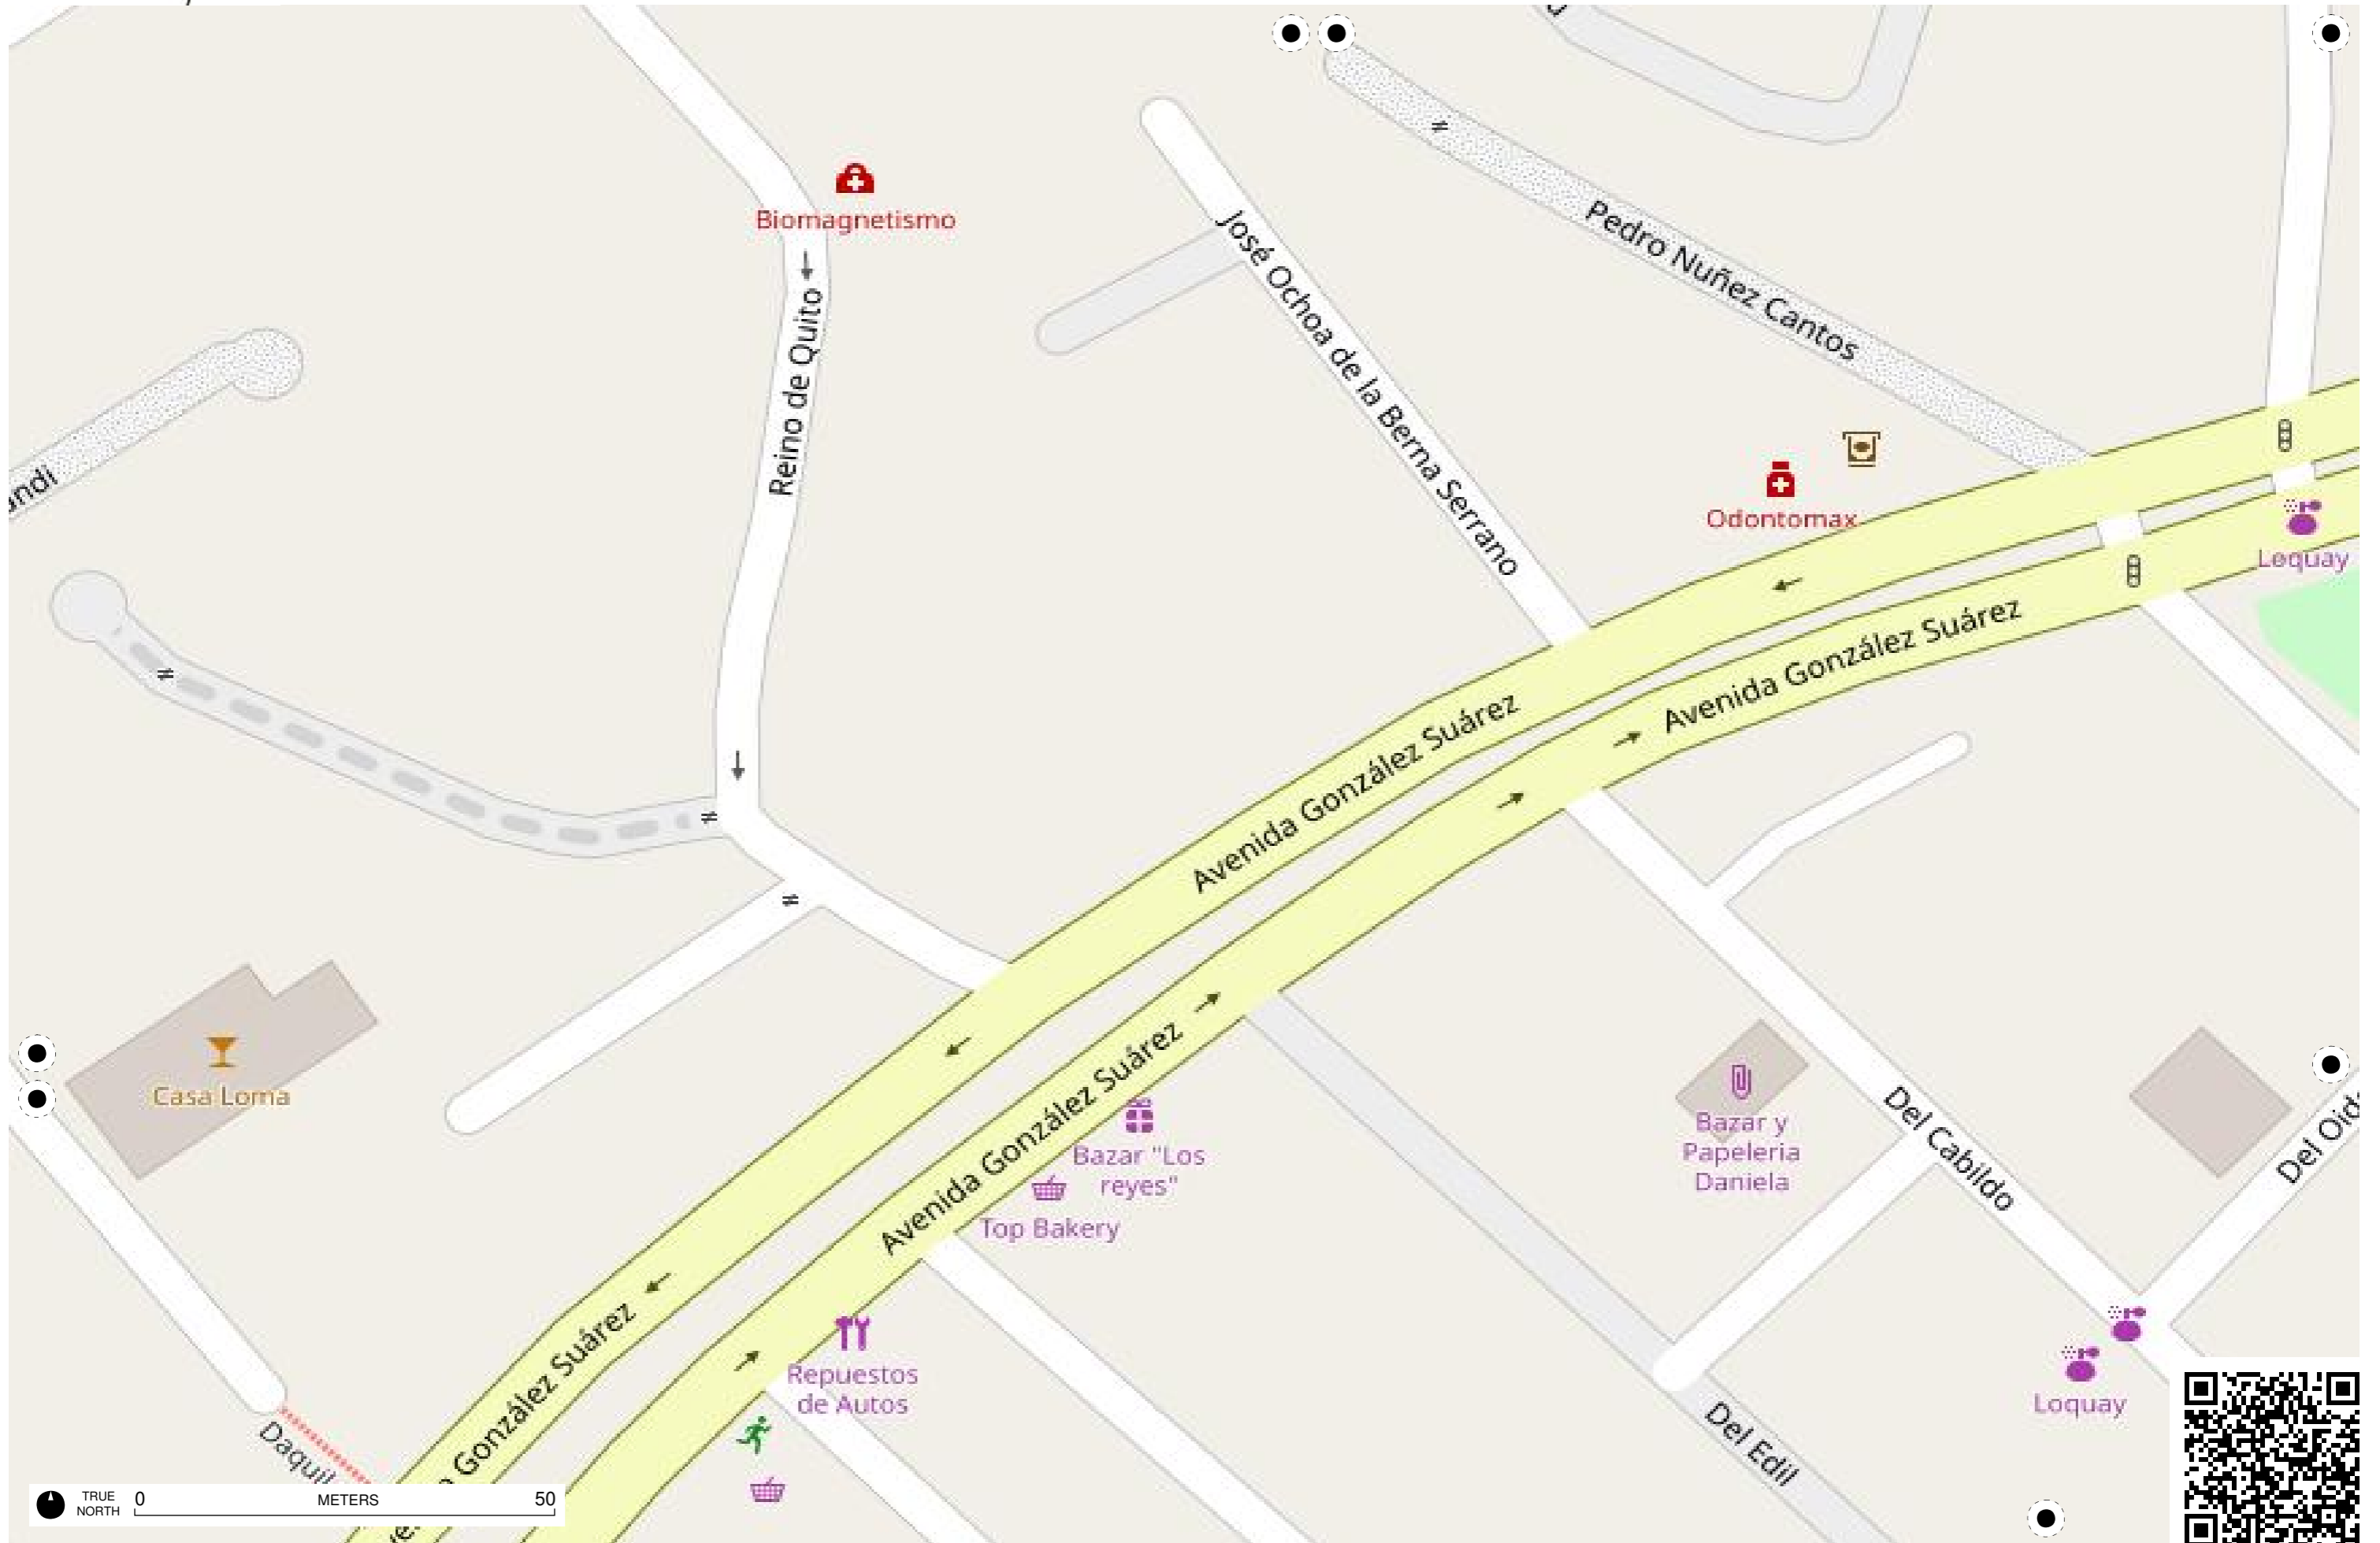 Biomagnetismo
Pedro Nuñez Cantos
José Ochoa de la Berna Serrano
Reino de Quito
Odontomax
Loquay
Avenida González Suárez
Avenida González Suárez
Casa Loma
Bazar y
Papeleria
Daniela
Del Cabildo
Avenida González Suárez
Bazar "Los
reyes"
Top Bakery
González Suárez
Repuestos
de Autos
Loquay
Del Edil
TRUE
NORTH
0
METERS
50